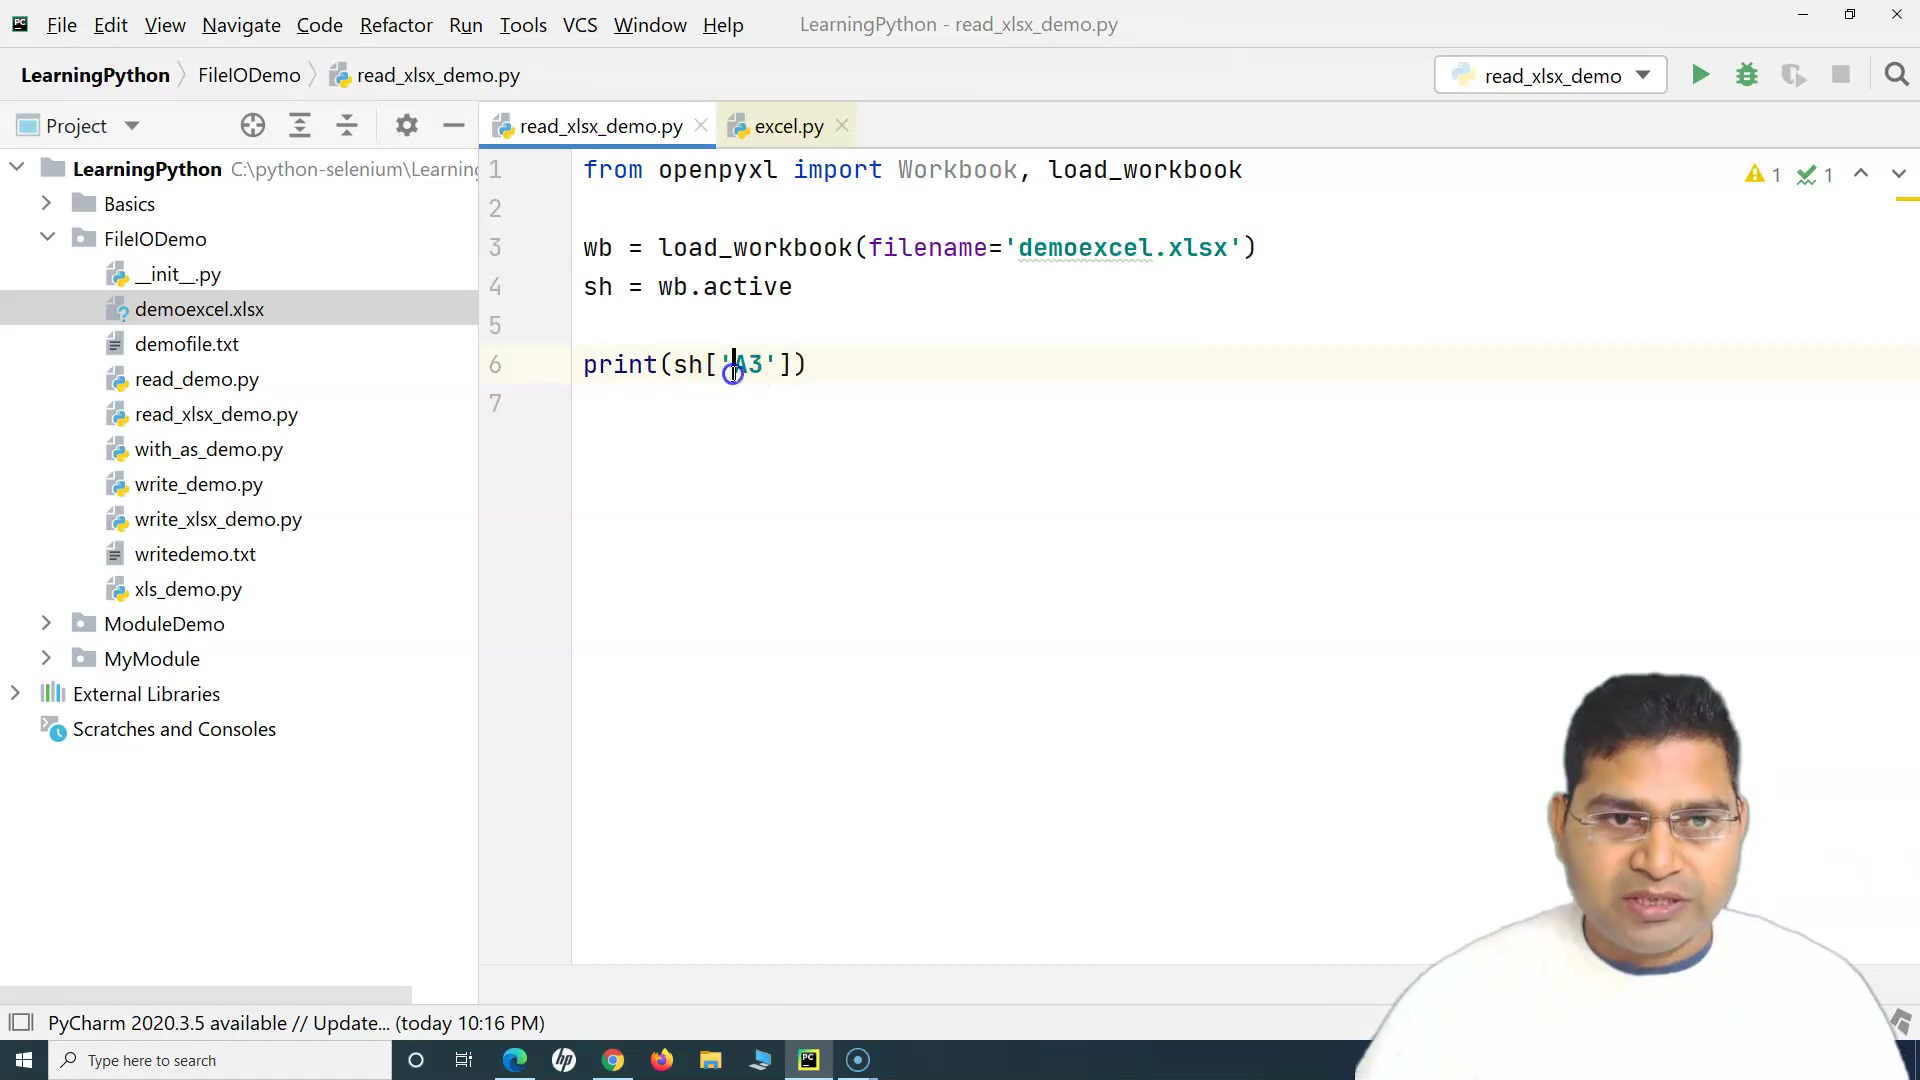 File Edit View Navigate Code Refactor Run Tools VCS Window Help LearningPython - read_xlsx_demo.py
LearningPython FileIODemo read_xlsx_demo.py read_xlsx_demo
Project read_xlsx_demo.py excel.py
LearningPython C:\python-selenium\Learning
Basics
FileIODemo
__init__.py
demoexcel.xlsx
demofile.txt
read_demo.py
read_xlsx_demo.py
with_as_demo.py
write_demo.py
write_xlsx_demo.py
writedemo.txt
xls_demo.py
ModuleDemo
MyModule
External Libraries
Scratches and Consoles
1 from openpyxl import Workbook, load_workbook
2
3 wb = load_workbook(filename='demoexcel.xlsx')
4 sh = wb.active
5
6 print(sh['A3'])
7
1 1
PyCharm 2020.3.5 available // Update... (today 10:16 PM)
Type here to search